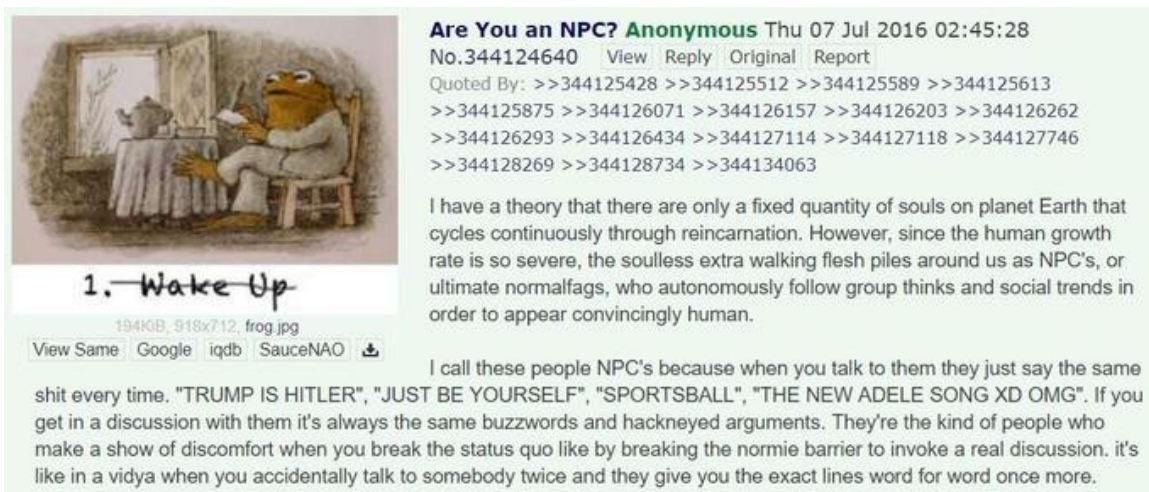 Are You an NPC? Anonymous Thu 07 Jul 2016 02:45:28
No.344124640 View Reply Original Report
Quoted By: >>344125428 >>344125512 >>344125589 >>344125613
>>344125875 >>344126071 >>344126157 >>344126203 >>344126262
>>344126293 >>344126434 >>344127114 >>344127118 >>344127746
>>344128269 >>344128734 >>344134063
1. Wake Up
194KiB, 918x712, frog.jpg
View Same Google iqdb SauceNAO
I have a theory that there are only a fixed quantity of souls on planet Earth that
cycles continuously through reincarnation. However, since the human growth
rate is so severe, the soulless extra walking flesh piles around us as NPC's, or
ultimate normalfags, who autonomously follow group thinks and social trends in
order to appear convincingly human.
I call these people NPC's because when you talk to them they just say the same
shit every time. "TRUMP IS HITLER", "JUST BE YOURSELF", "SPORTSBALL", "THE NEW ADELE SONG XD OMG". If you
get in a discussion with them it's always the same buzzwords and hackneyed arguments. They're the kind of people who
make a show of discomfort when you break the status quo like by breaking the normie barrier to invoke a real discussion. it's
like in a vidya when you accidentally talk to somebody twice and they give you the exact lines word for word once more.